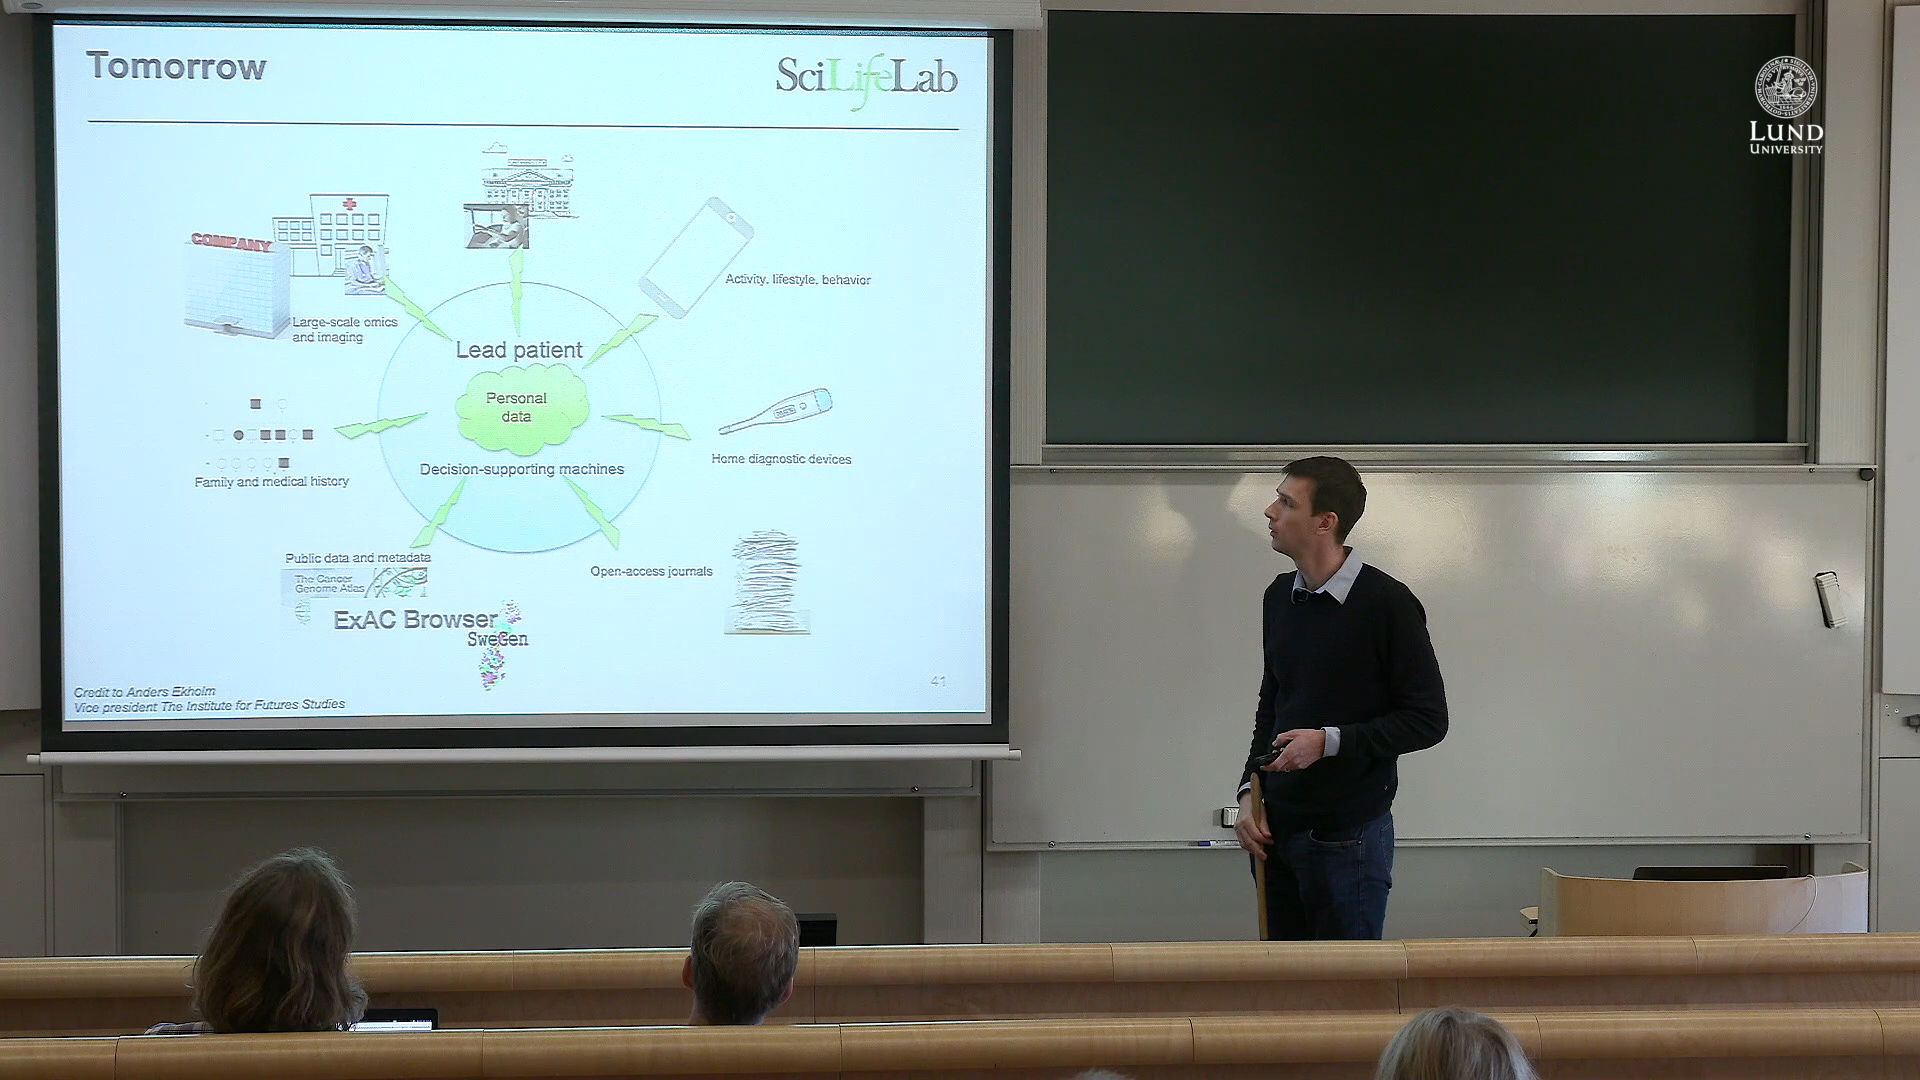 Tomorrow
SciLifeLab
LUND
UNIVERSITY
COMPANY
Activity, lifestyle, behavior
Large-scale omics
and imaging
Lead patient
Personal
data
Home diagnostic devices
Decision-supporting machines
Family and medical history
Public data and metadata
The Cancer
Genome Atlas
Open-access journals
ExAC Browser
SweGen
Credit to Anders Ekholm
Vice president The Institute for Futures Studies
41